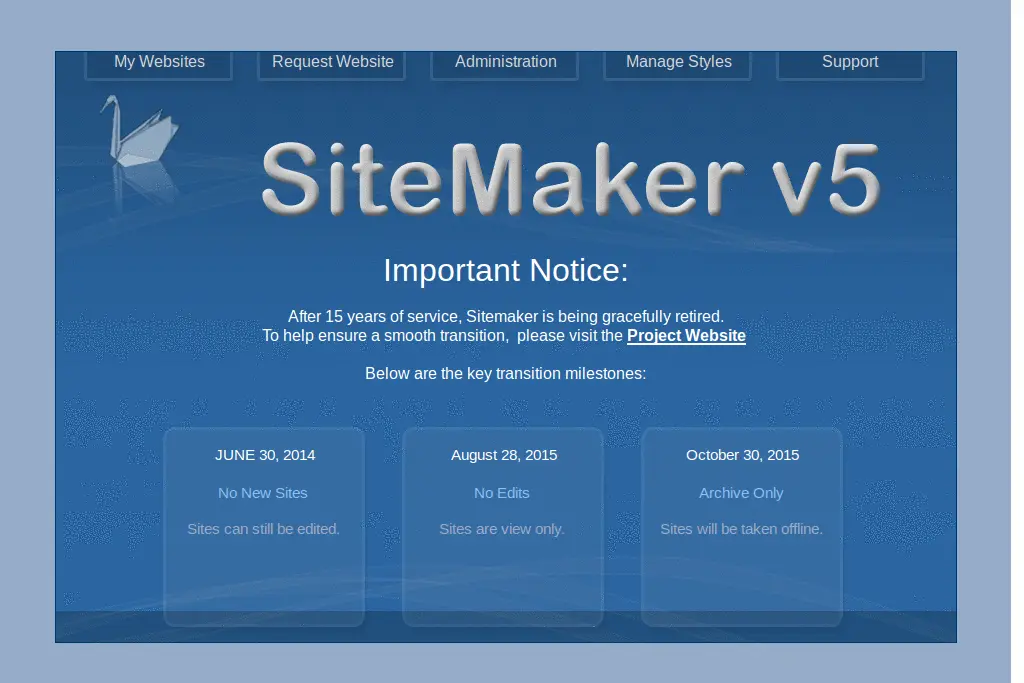 My Websites Request Website Administration Manage Styles Support
SiteMaker v5
Important Notice:
After 15 years of service, Sitemaker is being gracefully retired.
To help ensure a smooth transition,  please visit the Project Website
Below are the key transition milestones:
JUNE 30, 2014
No New Sites
Sites can still be edited.
August 28, 2015
No Edits
Sites are view only.
October 30, 2015
Archive Only
Sites will be taken offline.